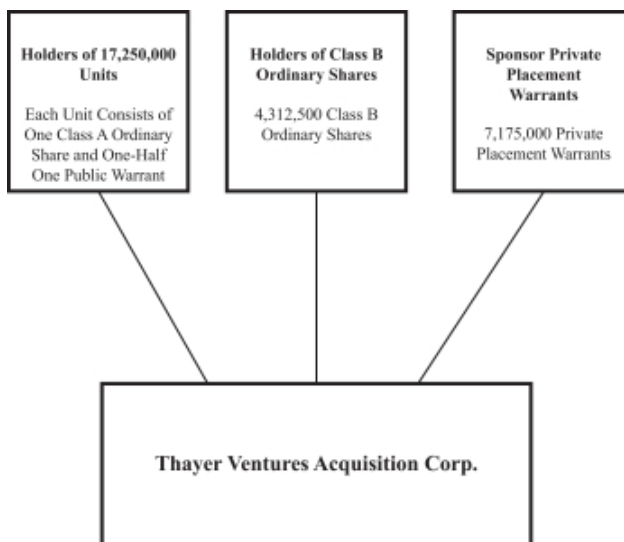 Holders of 17,250,000
Units
Each Unit Consists of
One Class A Ordinary
Share and One-Half
One Public Warrant
Holders of Class B
Ordinary Shares
4,312,500 Class B
Ordinary Shares
Sponsor Private
Placement
Warrants
7,175,000 Private
Placement Warrants
Thayer Ventures Acquisition Corp.